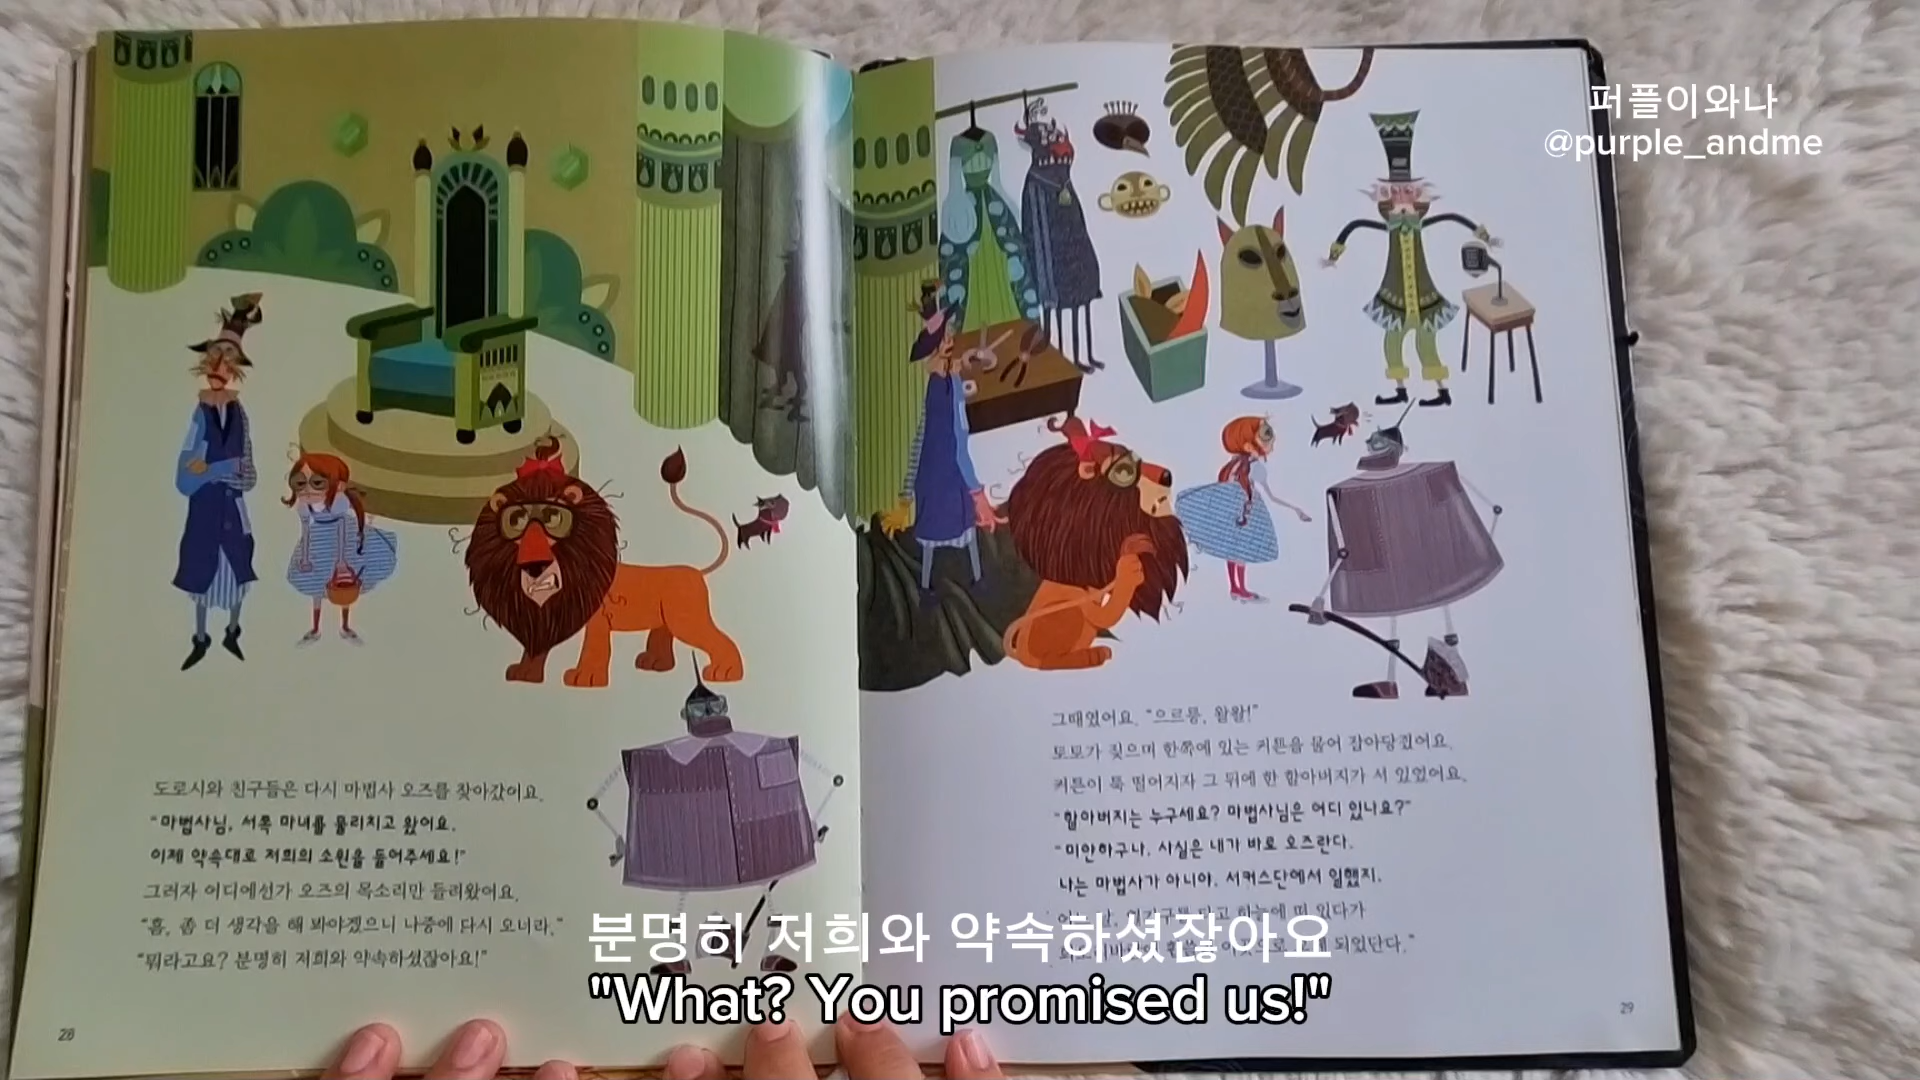 퍼플이와나
@purple_andme
도로시와 친구들은 다시 마법사 오즈를 찾아갔어요.
"마법사님, 서쪽 마녀를 물리치고 왔어요.
이제 약속대로 저희의 소원을 들어주세요!"
그러자 어디에선가 오즈의 목소리만 들려왔어요.
"흠, 좀 더 생각을 해 봐야겠으니 나중에 다시 오너라."
"뭐라고요? 분명히 저희와 약속하셨잖아요!"
28
그때였어요. "으르릉, 왈왈!"
토토가 짖으며 한쪽에 있는 커튼을 물어 잡아당겼어요.
커튼이 툭 떨어지자 그 뒤에 한 할아버지가 서 있었어요.
"할아버지는 누구세요? 마법사님은 어디 있나요?"
"미안하구나. 사실은 내가 바로 오즈란다.
나는 마법사가 아니야. 서커스단에서 일했지.
하늘에 떠 있다가
되었단다."
29
분명히 저희와 약속하셨잖아요
"What? You promised us!"